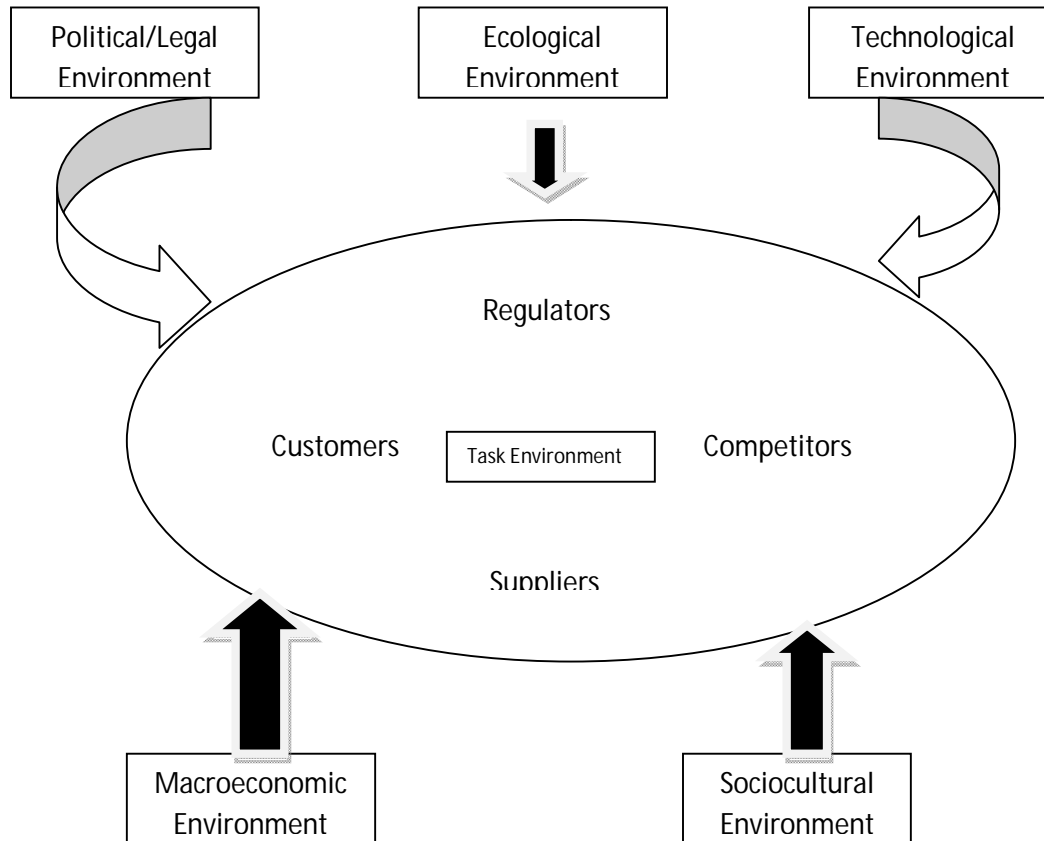 Political/Legal
Environment
Ecological
Environment
Technological
Environment
Regulators
Customers
Task Environment
Competitors
Suppliers
Macroeconomic
Environment
Sociocultural
Environment